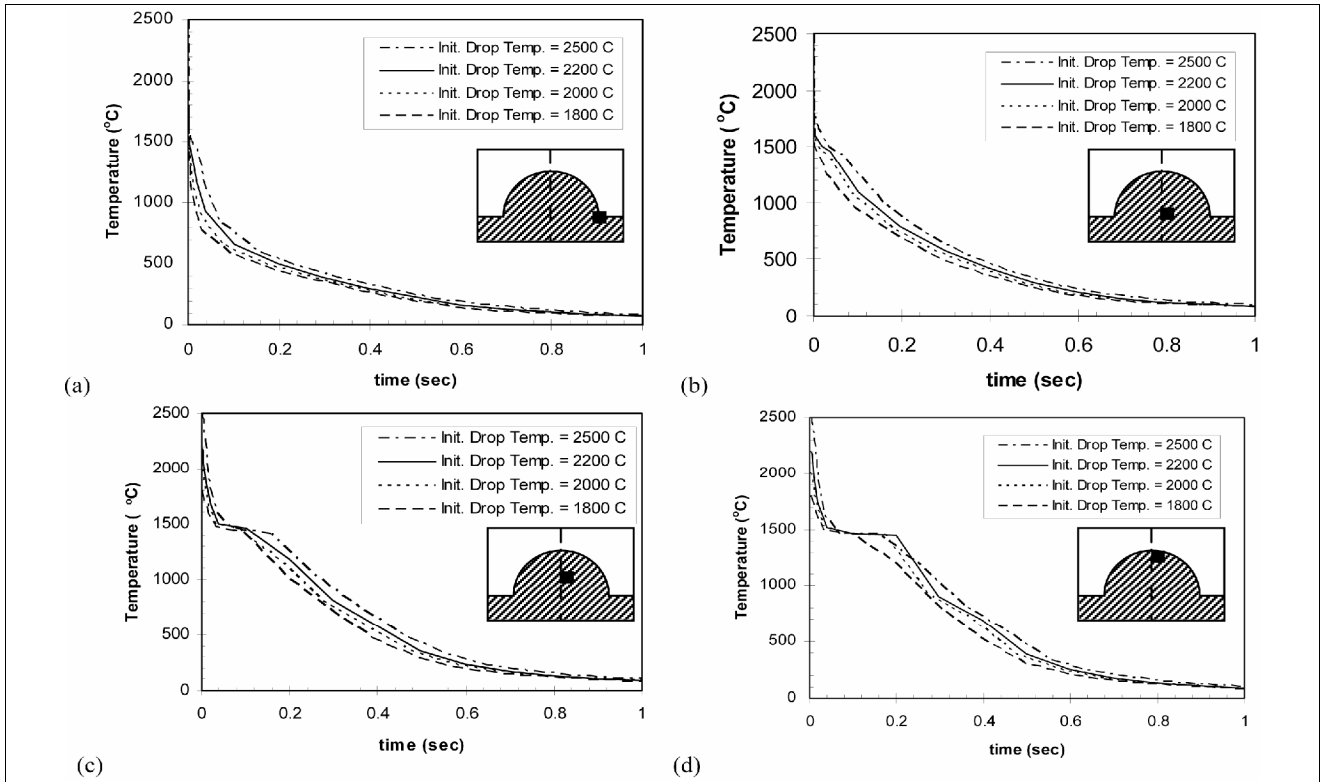 2500
2000
1500
1000
500
0
Temperature (°C)
Init. Drop Temp. = 2500 C
Init. Drop Temp. = 2200 C
Init. Drop Temp. = 2000 C
Init. Drop Temp. = 1800 C
0 0.2 0.4 0.6 0.8 1
time (sec)
(a)
2500
2000
1500
1000
500
0
Temperature ( °C)
Init. Drop Temp. = 2500 C
Init. Drop Temp. = 2200 C
Init. Drop Temp. = 2000 C
Init. Drop Temp. = 1800 C
0 0.2 0.4 0.6 0.8 1
time (sec)
(b)
2500
2000
1500
1000
500
0
Temperature ( °C)
Init. Drop Temp. = 2500 C
Init. Drop Temp. = 2200 C
Init. Drop Temp. = 2000 C
Init. Drop Temp. = 1800 C
0 0.2 0.4 0.6 0.8 1
time (sec)
(c)
2500
2000
1500
1000
500
0
Temperature (°C)
Init. Drop Temp. = 2500 C
Init. Drop Temp. = 2200 C
Init. Drop Temp. = 2000 C
Init. Drop Temp. = 1800 C
0 0.2 0.4 0.6 0.8 1
time (sec)
(d)